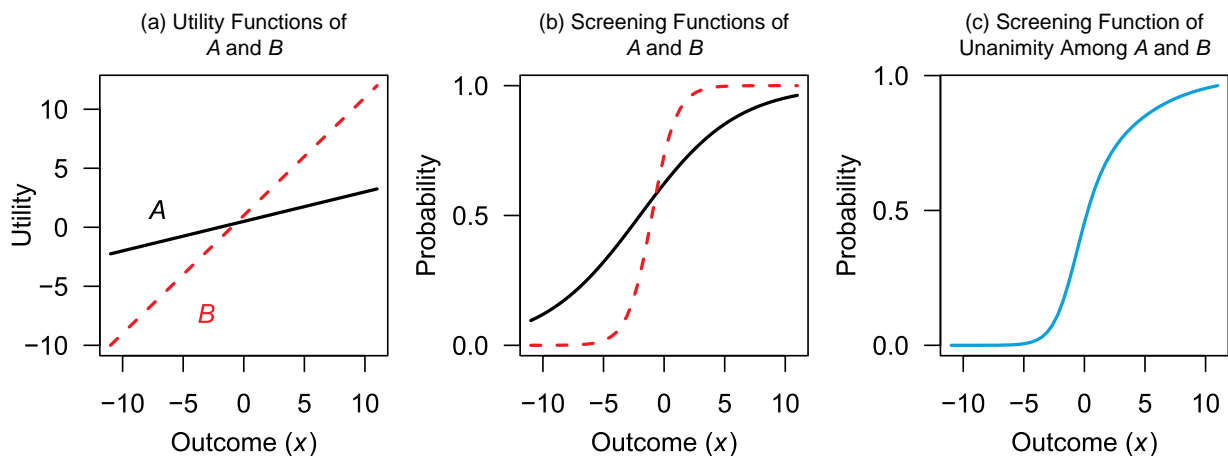 (a) Utility Functions of
A and B
Utility
10
5
0
−5
−10
A
B
−10 −5 0 5 10
Outcome (x)
(b) Screening Functions of
A and B
Probability
1.0
0.5
0.0
−10 −5 0 5 10
Outcome (x)
(c) Screening Function of
Unanimity Among A and B
Probability
1.0
0.5
0.0
−10 −5 0 5 10
Outcome (x)